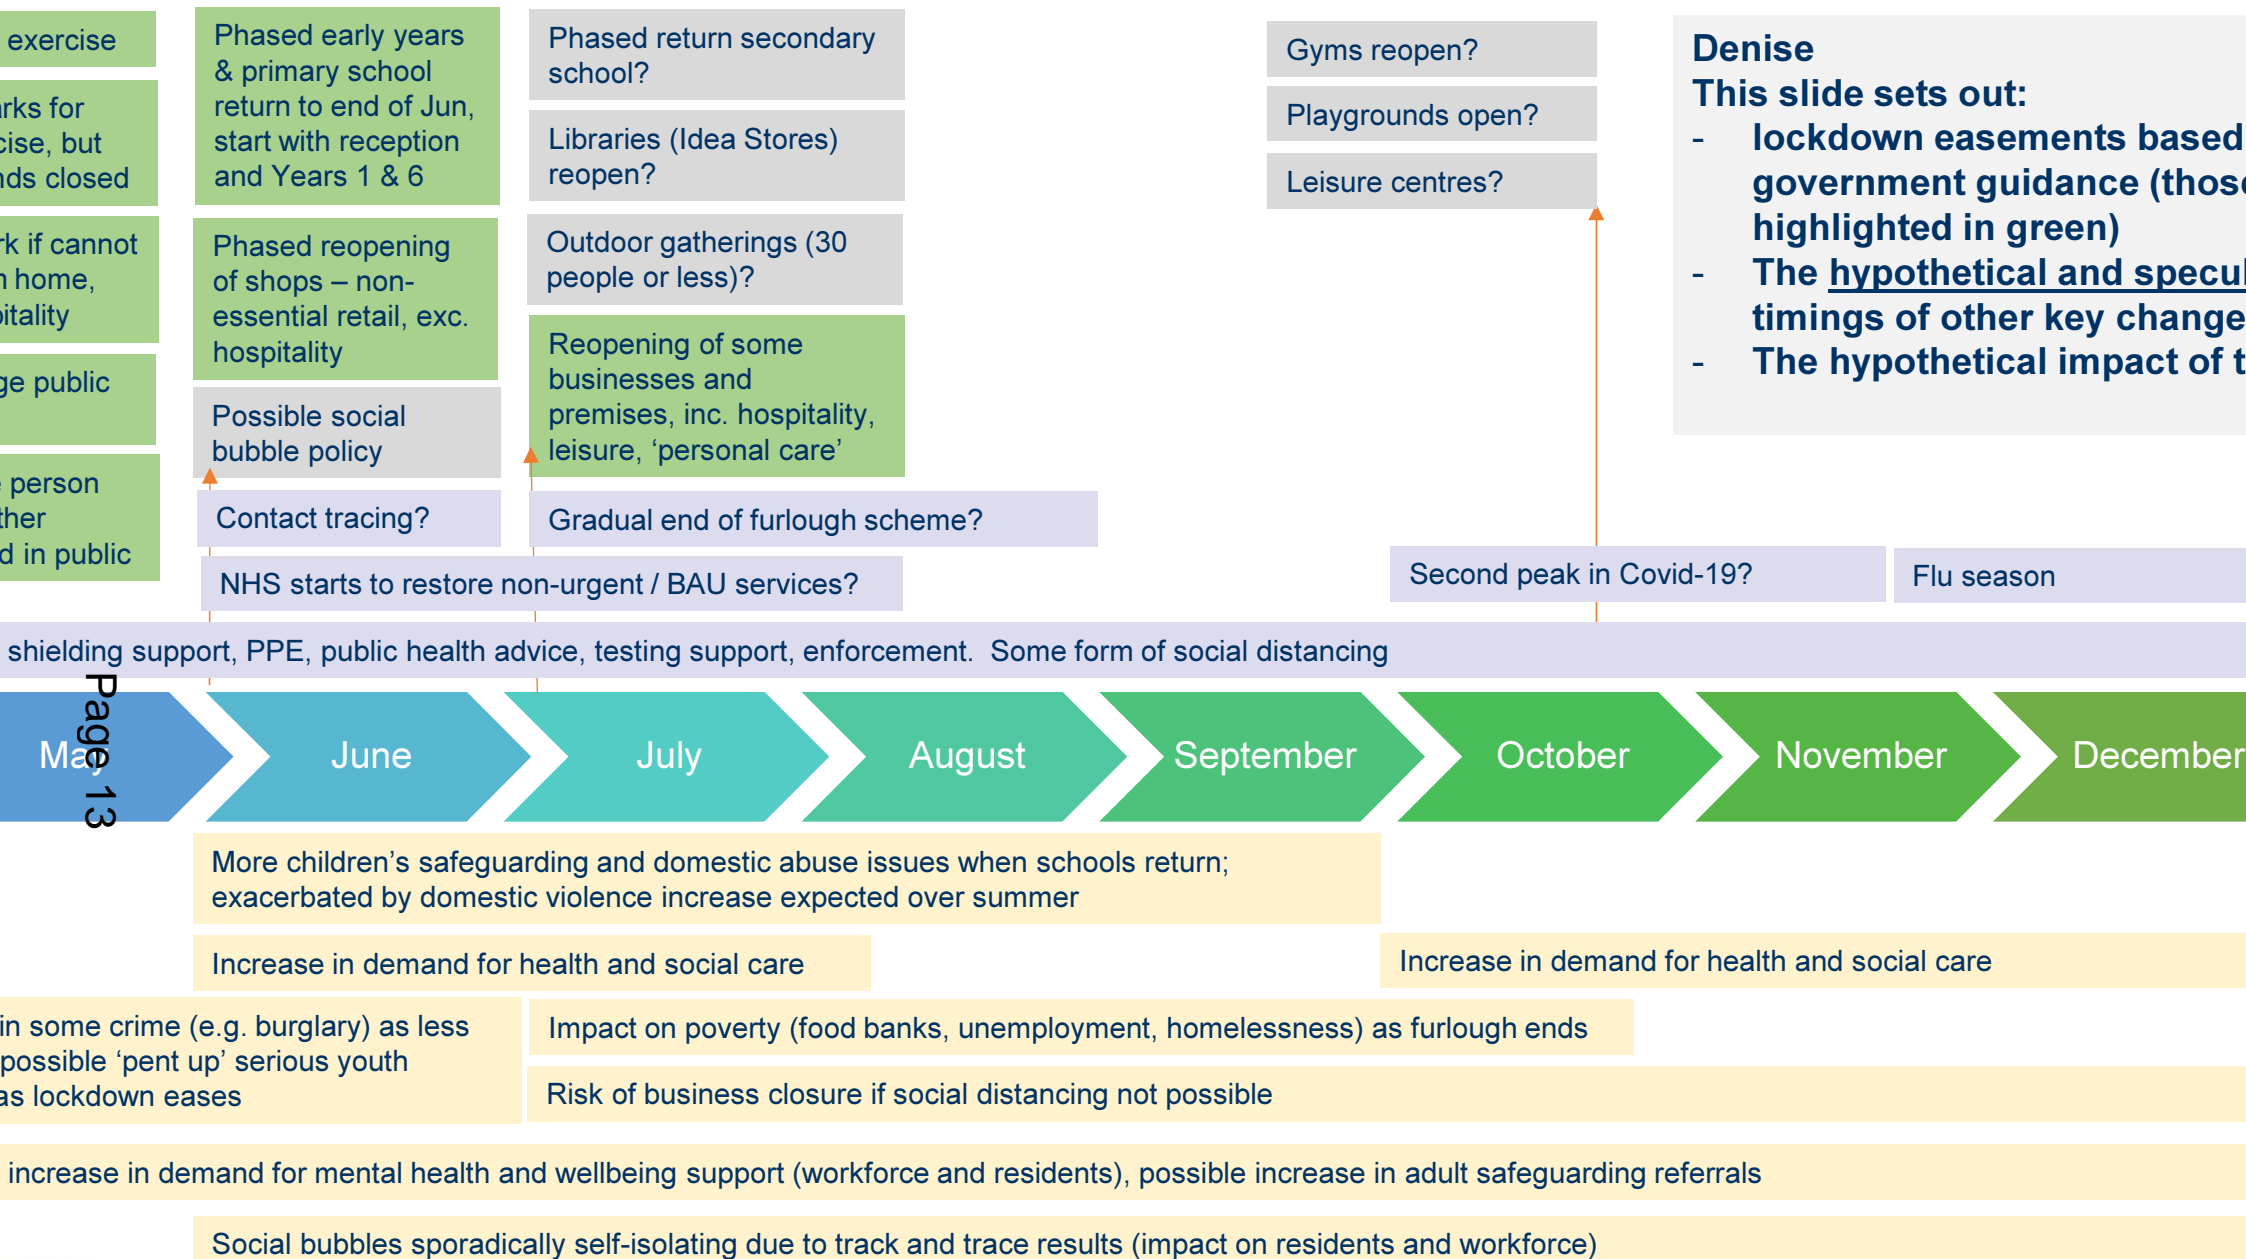 exercise
arks for
cise, but
nds closed
rk if cannot
n home,
pitality
ge public
e person
ther
d in public
Phased early years
& primary school
return to end of Jun,
start with reception
and Years 1 & 6
Phased reopening
of shops – non-
essential retail, exc.
hospitality
Possible social
bubble policy
Phased return secondary
school?
Libraries (Idea Stores)
reopen?
Outdoor gatherings (30
people or less)?
Reopening of some
businesses and
premises, inc. hospitality,
leisure, ‘personal care’
Gyms reopen?
Playgrounds open?
Leisure centres?
Denise
This slide sets out:
- lockdown easements based
government guidance (those
highlighted in green)
- The hypothetical and specul
timings of other key change
- The hypothetical impact of t
Contact tracing?
Gradual end of furlough scheme?
NHS starts to restore non-urgent / BAU services?
Second peak in Covid-19?
Flu season
shielding support, PPE, public health advice, testing support, enforcement. Some form of social distancing
Page 13
May
June
July
August
September
October
November
December
More children’s safeguarding and domestic abuse issues when schools return;
exacerbated by domestic violence increase expected over summer
Increase in demand for health and social care
Increase in demand for health and social care
in some crime (e.g. burglary) as less
possible ‘pent up’ serious youth
as lockdown eases
Impact on poverty (food banks, unemployment, homelessness) as furlough ends
Risk of business closure if social distancing not possible
increase in demand for mental health and wellbeing support (workforce and residents), possible increase in adult safeguarding referrals
Social bubbles sporadically self-isolating due to track and trace results (impact on residents and workforce)